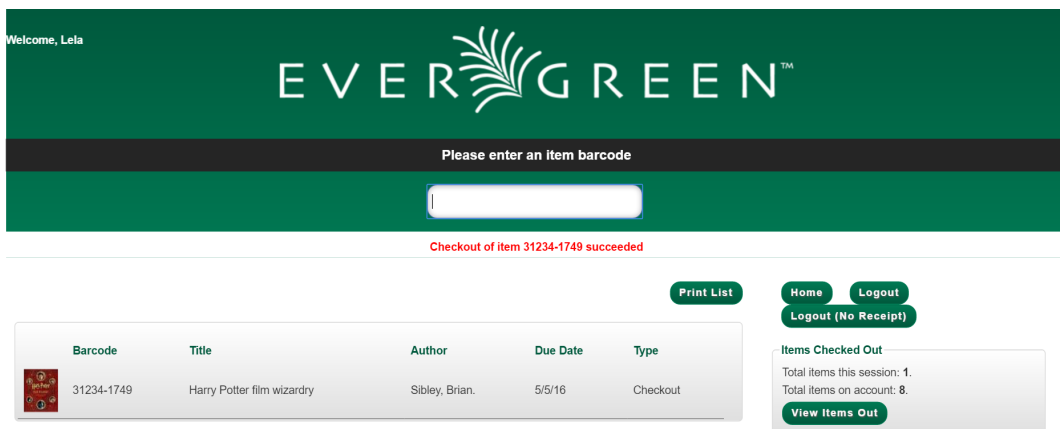 Welcome, Lela
EVERGREEN™
Please enter an item barcode
Checkout of item 31234-1749 succeeded
Print List
Home Logout
Logout (No Receipt)
Barcode Title Author Due Date Type
31234-1749 Harry Potter film wizardry Sibley, Brian. 5/5/16 Checkout
Items Checked Out
Total items this session: 1.
Total items on account: 8.
View Items Out